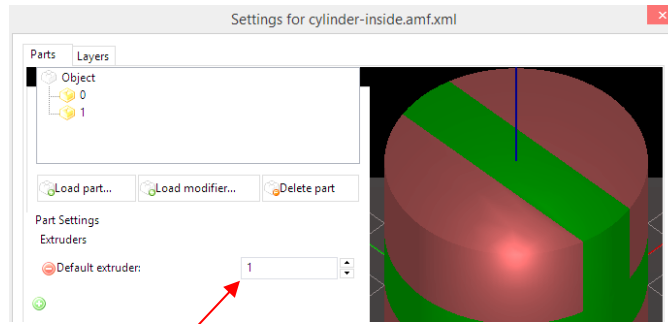 Settings for cylinder-inside.amf.xml
Parts Layers
Object
0
1
Load part... Load modifier... Delete part
Part Settings
Extruders
Default extruder: 1